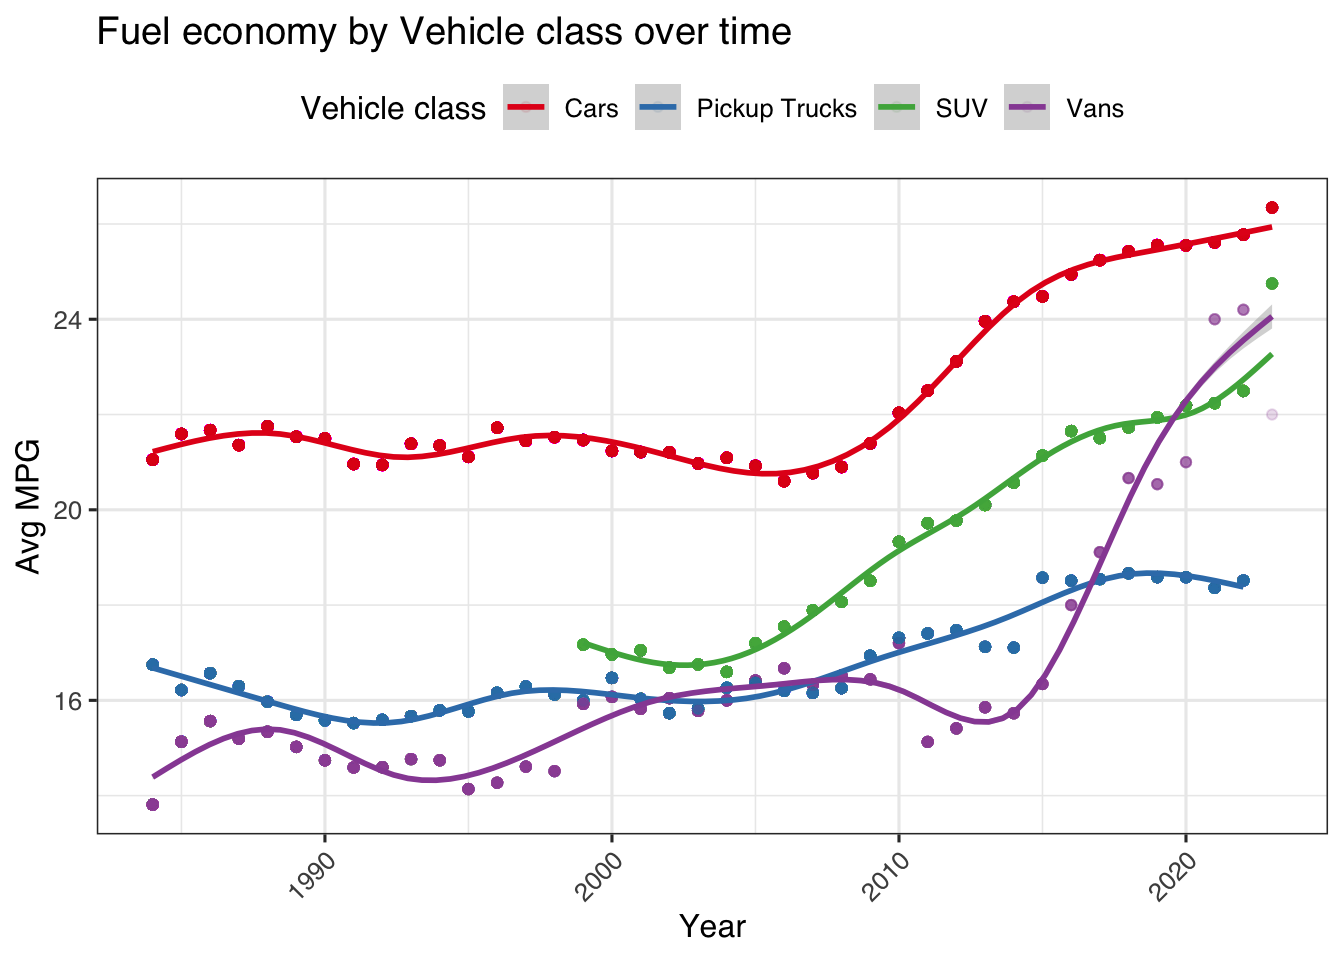 Fuel economy by Vehicle class over time
Vehicle class Cars Pickup Trucks SUV Vans
24
20
16
Avg MPG
1990 2000 2010 2020
Year